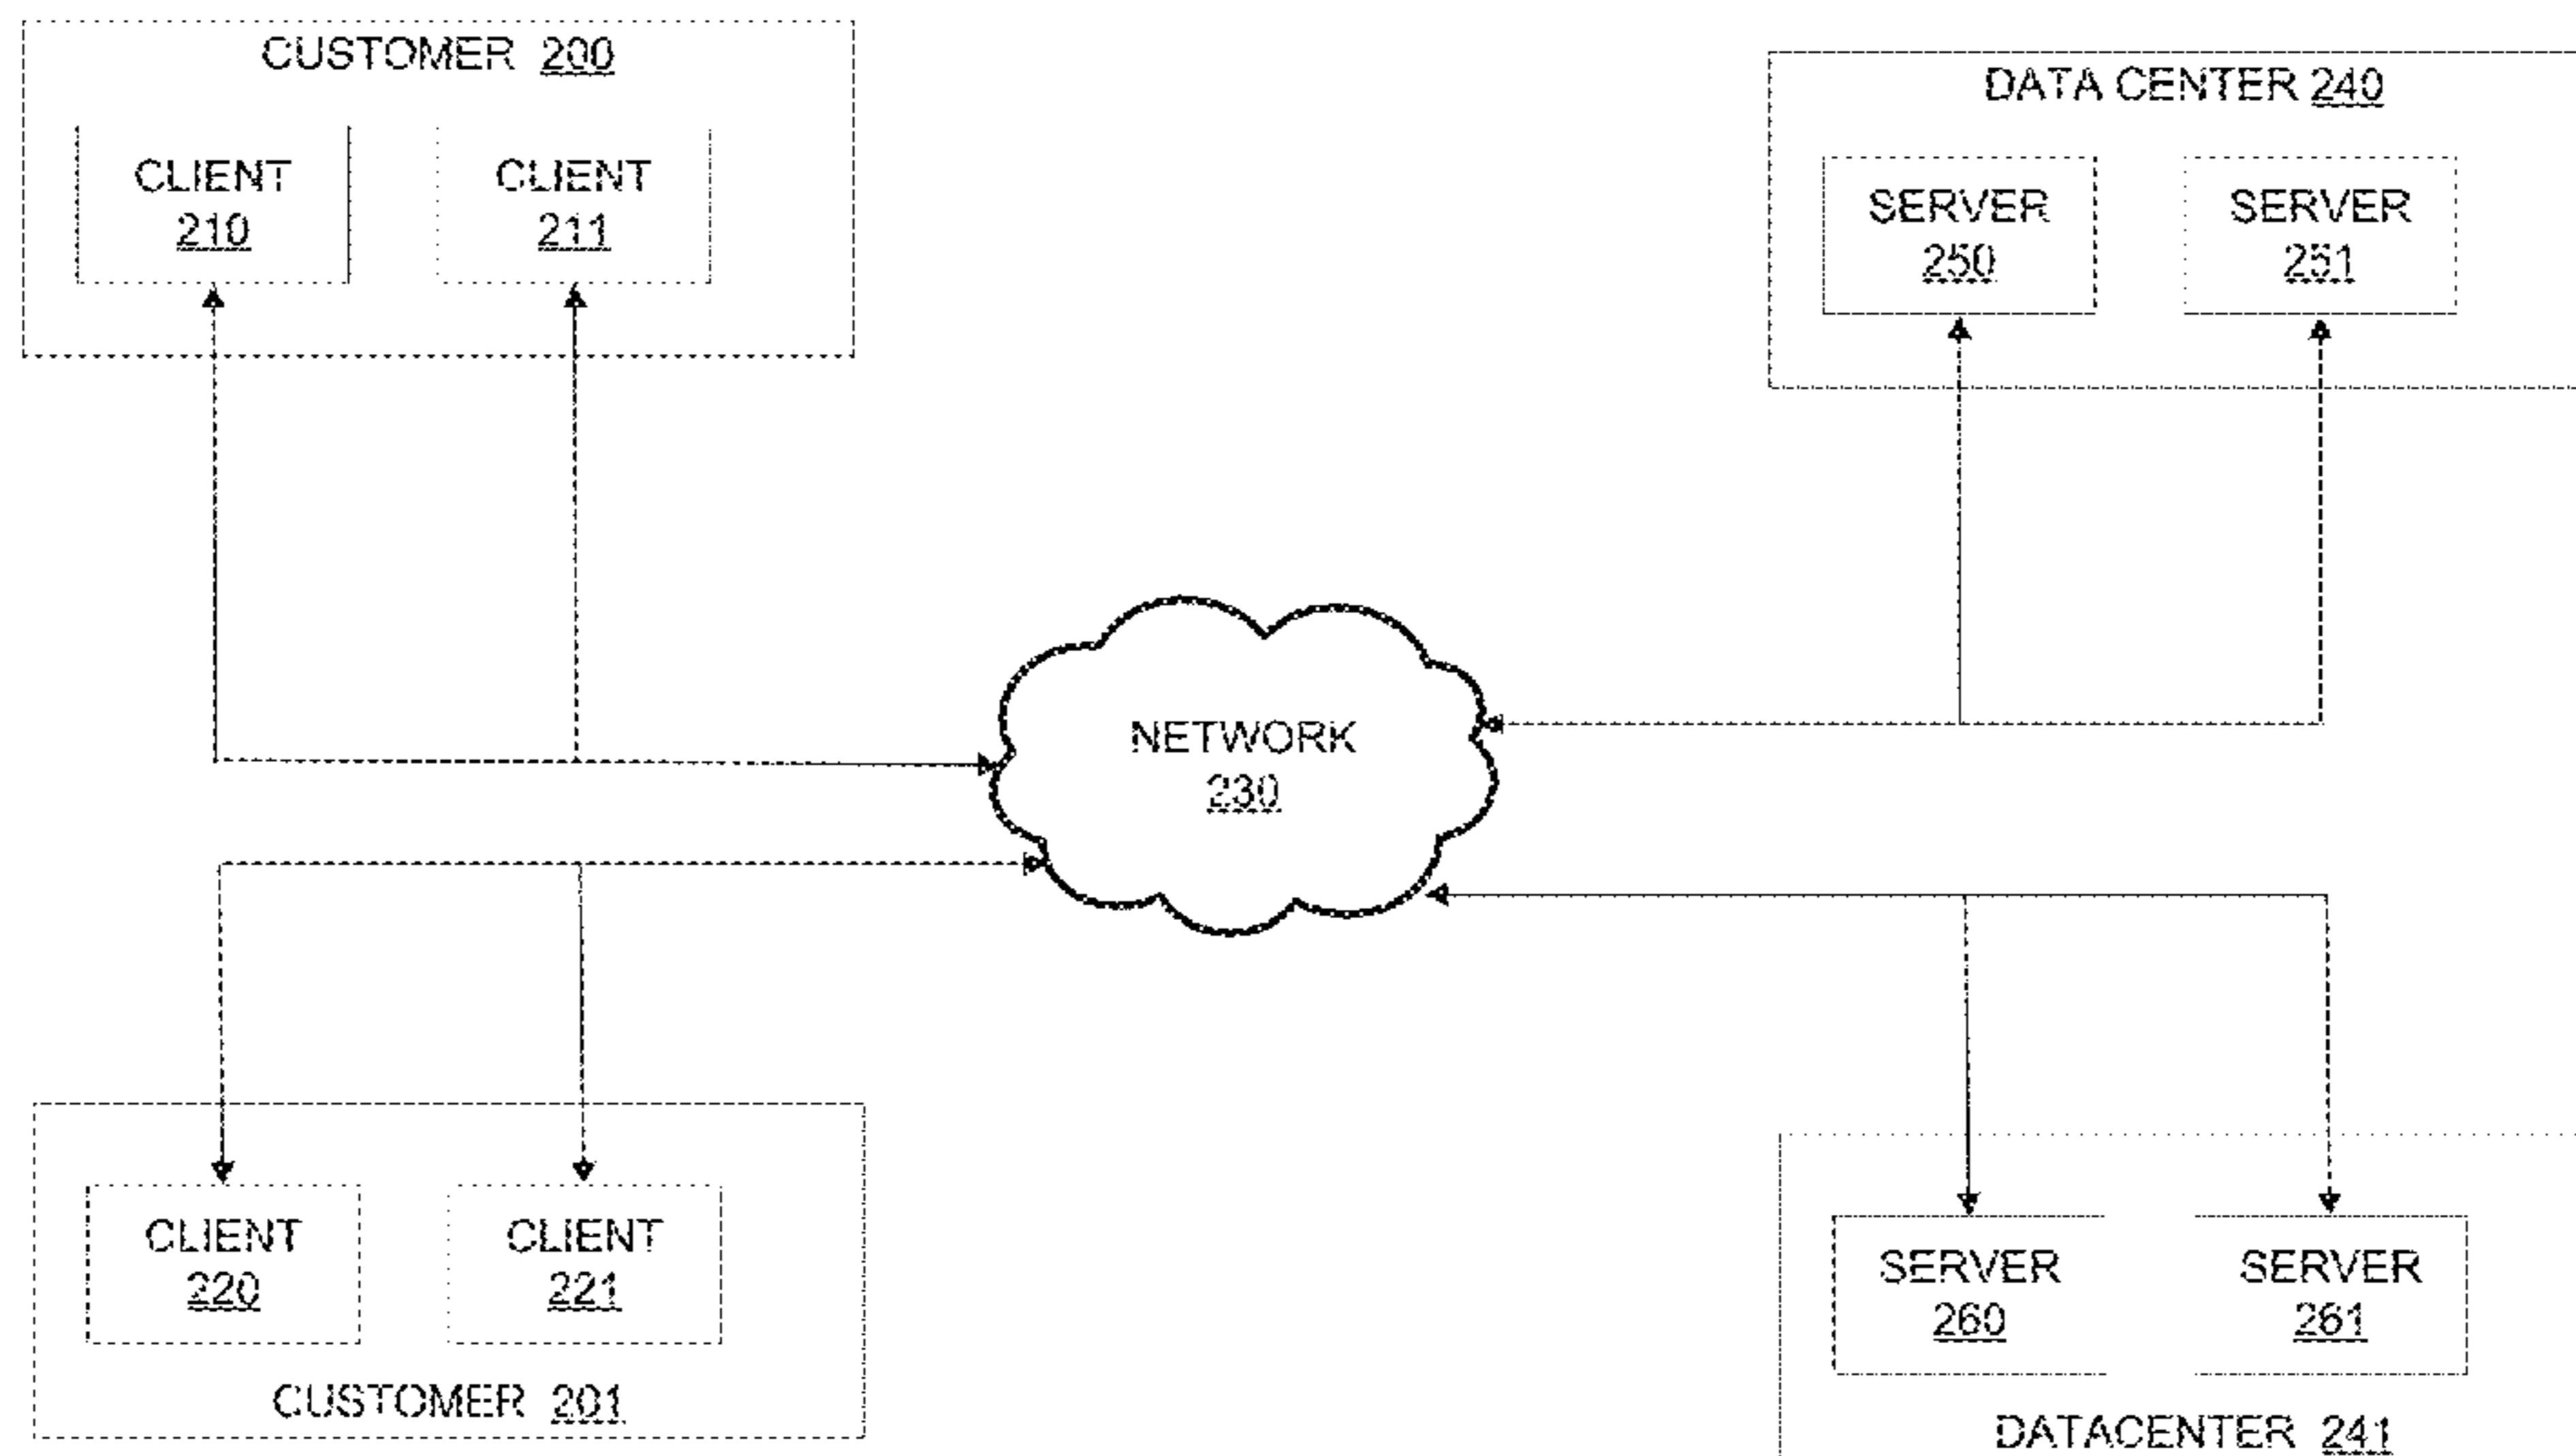 CUSTOMER 200
CLIENT
210
CLIENT
211
DATA CENTER 240
SERVER
250
SERVER
251
NETWORK
230
CLIENT
220
CLIENT
221
CUSTOMER 201
SERVER
260
SERVER
261
DATACENTER 241